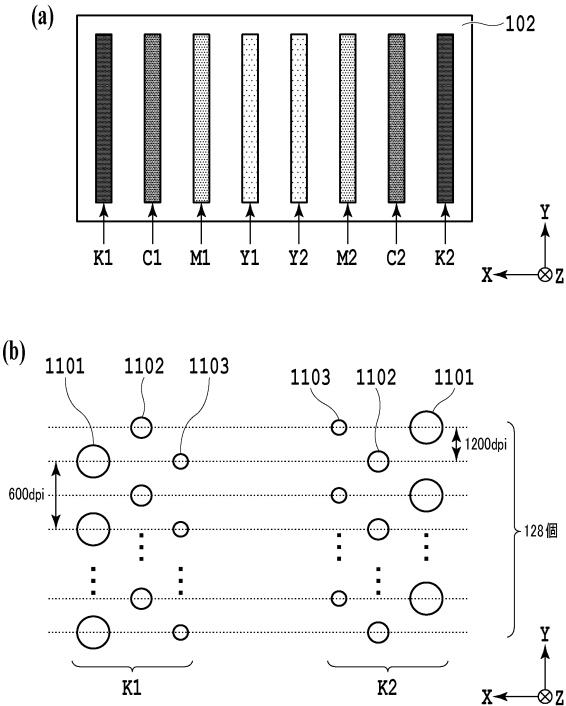 (a)
102
K1 C1 M1 Y1 Y2 M2 C2 K2
Y
X Z
(b)
1101 1102 1103 1103 1102 1101
1200dpi
600dpi
128個
K1 K2
Y
X Z